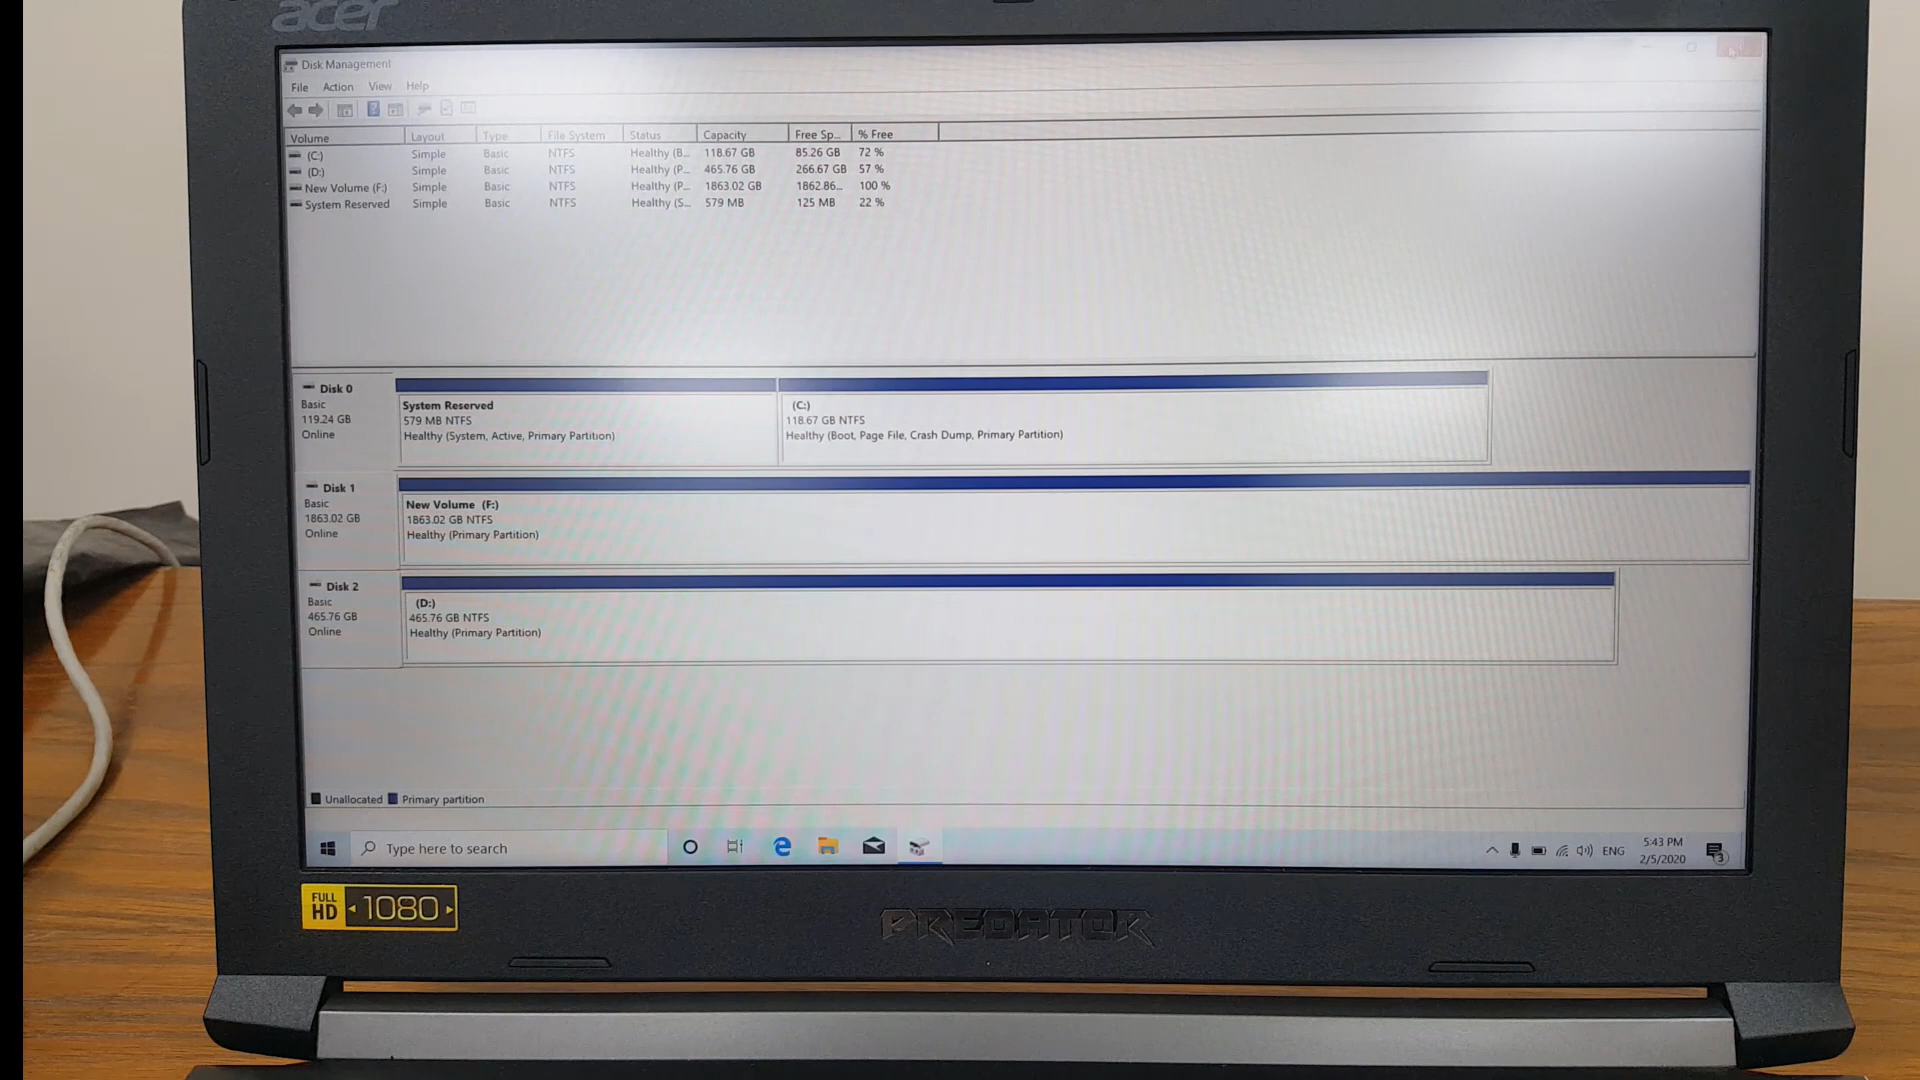 acer
Disk Management
File Action View Help
Volume Layout Type File System Status Capacity Free Sp... % Free
(C:) Simple Basic NTFS Healthy (B... 118.67 GB 85.26 GB 72 %
(D:) Simple Basic NTFS Healthy (P... 465.76 GB 266.67 GB 57 %
New Volume (F:) Simple Basic NTFS Healthy (P... 1863.02 GB 1862.86... 100 %
System Reserved Simple Basic NTFS Healthy (S... 579 MB 125 MB 22 %
Disk 0
Basic
119.24 GB
Online
System Reserved
579 MB NTFS
Healthy (System, Active, Primary Partition)
(C:)
118.67 GB NTFS
Healthy (Boot, Page File, Crash Dump, Primary Partition)
Disk 1
Basic
1863.02 GB
Online
New Volume (F:)
1863.02 GB NTFS
Healthy (Primary Partition)
Disk 2
Basic
465.76 GB
Online
(D:)
465.76 GB NTFS
Healthy (Primary Partition)
Unallocated Primary partition
Type here to search
ENG
5:43 PM
2/5/2020
3
FULL
HD 1080
PREDATOR